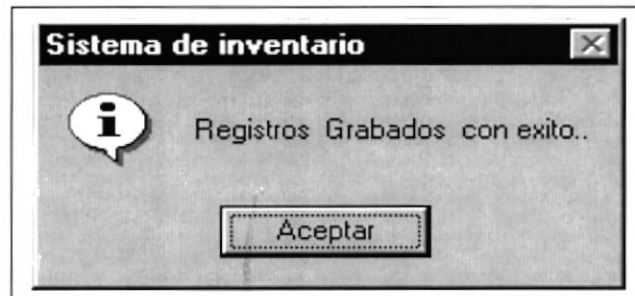 Sistema de inventario
Registros Grabados con exito..
Aceptar